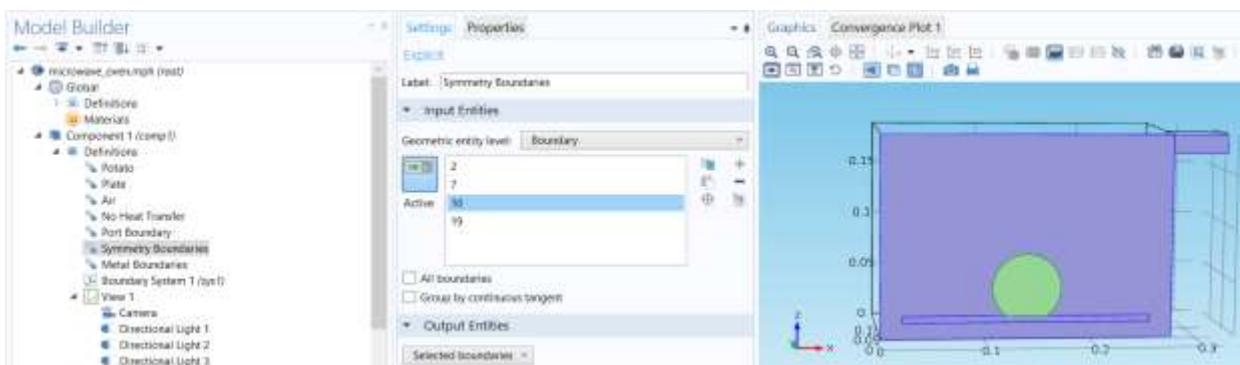 Model Builder
microwave_oven.mph (root)
Global
Definitions
Materials
Component 1 (comp1)
Definitions
Potato
Plate
Air
No Heat Transfer
Port Boundary
Symmetry Boundaries
Metal Boundaries
Boundary System 1 (sys1)
View 1
Camera
Directional Light 1
Directional Light 2
Directional Light 3
Settings Properties
Explicit
Label: Symmetry Boundaries
Input Entities
Geometric entity level: Boundary
2
7
Active
19
All boundaries
Group by continuous tangent
Output Entities
Selected boundaries
Graphics Convergence Plot 1
0.15
0.1
0.05
0
z
x
0
0.1
0.2
0.3